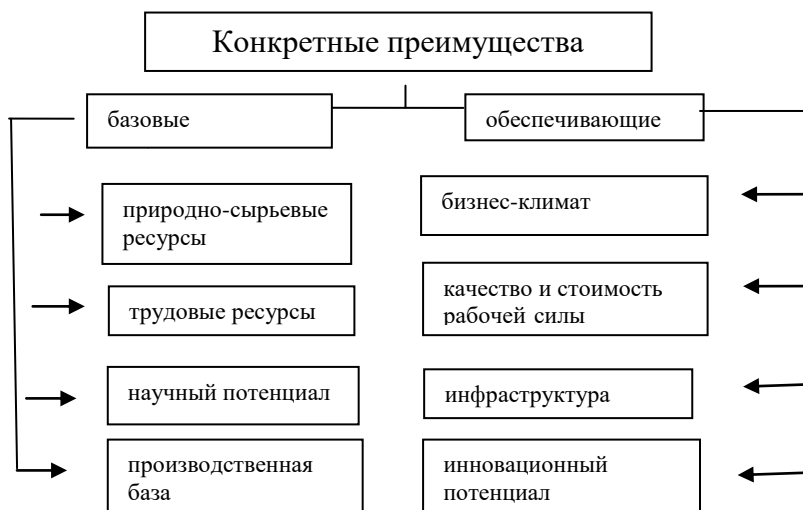 Конкретные преимущества
базовые
обеспечивающие
природно-сырьевые
ресурсы
бизнес-климат
трудовые ресурсы
качество и стоимость
рабочей силы
научный потенциал
инфраструктура
производственная
база
инновационный
потенциал